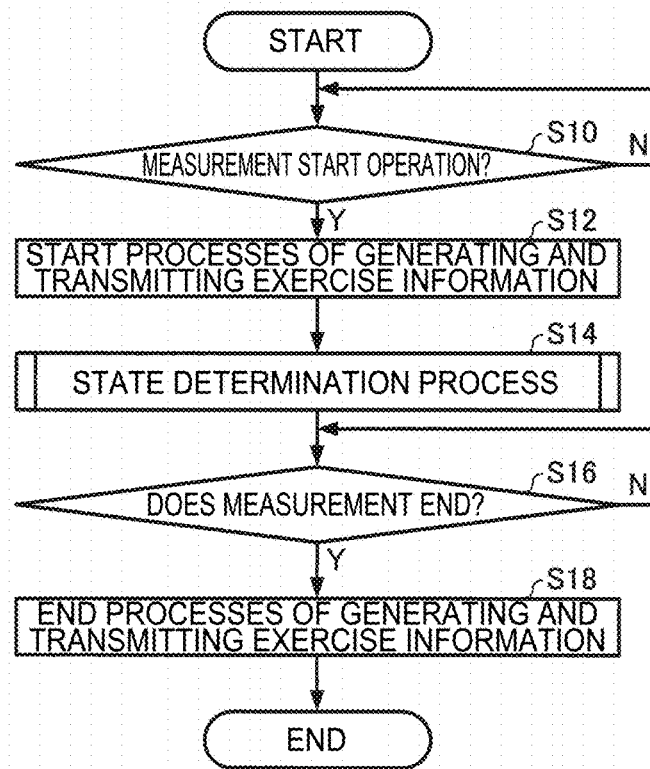 START
S10
MEASUREMENT START OPERATION?
N
Y
S12
START PROCESSES OF GENERATING AND
TRANSMITTING EXERCISE INFORMATION
S14
STATE DETERMINATION PROCESS
S16
DOES MEASUREMENT END?
N
Y
S18
END PROCESSES OF GENERATING AND
TRANSMITTING EXERCISE INFORMATION
END